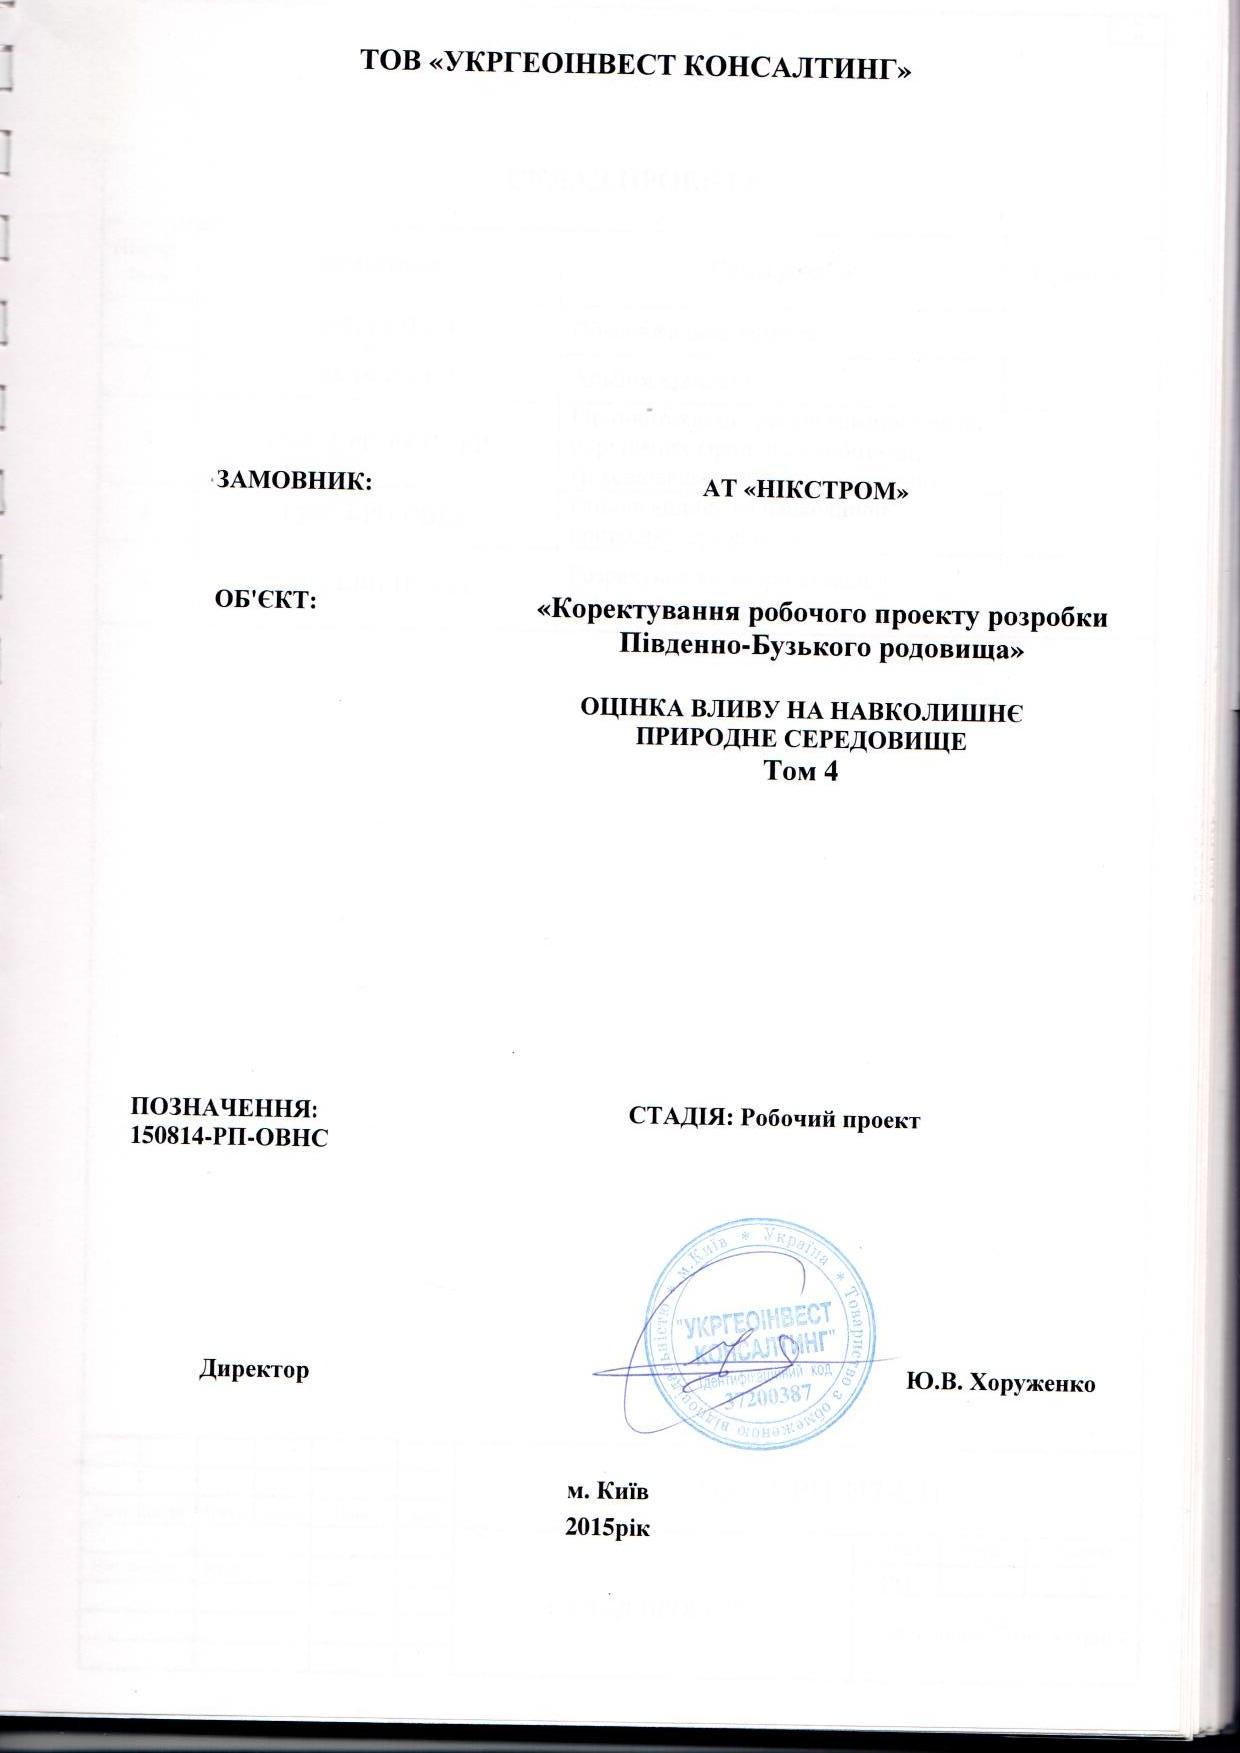 ТОВ «УКРГЕОІНВЕСТ КОНСАЛТИНГ»
ЗАМОВНИК:
АТ «НІКСТРОМ»
ОБ'ЄКТ:
«Коректування робочого проекту розробки
Південно-Бузького родовища»
ОЦІНКА ВЛИВУ НА НАВКОЛИШНЄ
ПРИРОДНЕ СЕРЕДОВИЩЕ
Том 4
ПОЗНАЧЕННЯ:
150814-РП-ОВНС
СТАДІЯ: Робочий проект
Директор
* м.Київ * Україна * Товариство з обмеженою відповідальністю
"УКРГЕОІНВЕСТ
КОНСАЛТИНГ"
Ідентифікаційний код
37200387
Ю.В. Хоруженко
м. Київ
2015рік